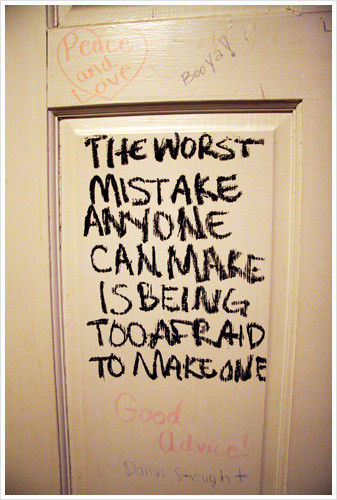 Peace
and
Love
Booya!
THE WORST
MISTAKE
ANYONE
CAN MAKE
IS BEING
TOO AFRAID
TO MAKE ONE
Good
Advice!
Damn Straight